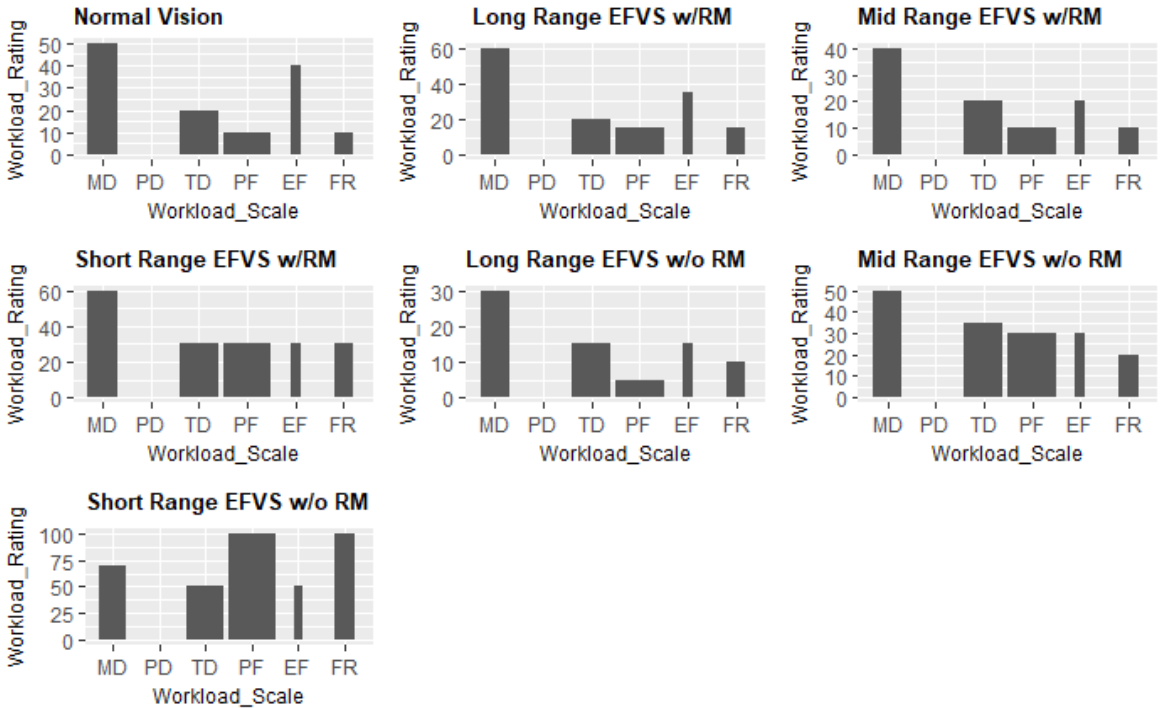 Normal Vision
Workload_Rating
50
40
30
20
10
0
MD PD TD PF EF FR
Workload_Scale
Long Range EFVS w/RM
Workload_Rating
60
40
20
0
MD PD TD PF EF FR
Workload_Scale
Mid Range EFVS w/RM
Workload_Rating
40
30
20
10
0
MD PD TD PF EF FR
Workload_Scale
Short Range EFVS w/RM
Workload_Rating
60
40
20
0
MD PD TD PF EF FR
Workload_Scale
Long Range EFVS w/o RM
Workload_Rating
30
20
10
0
MD PD TD PF EF FR
Workload_Scale
Mid Range EFVS w/o RM
Workload_Rating
50
40
30
20
10
0
MD PD TD PF EF FR
Workload_Scale
Short Range EFVS w/o RM
Workload_Rating
100
75
50
25
0
MD PD TD PF EF FR
Workload_Scale